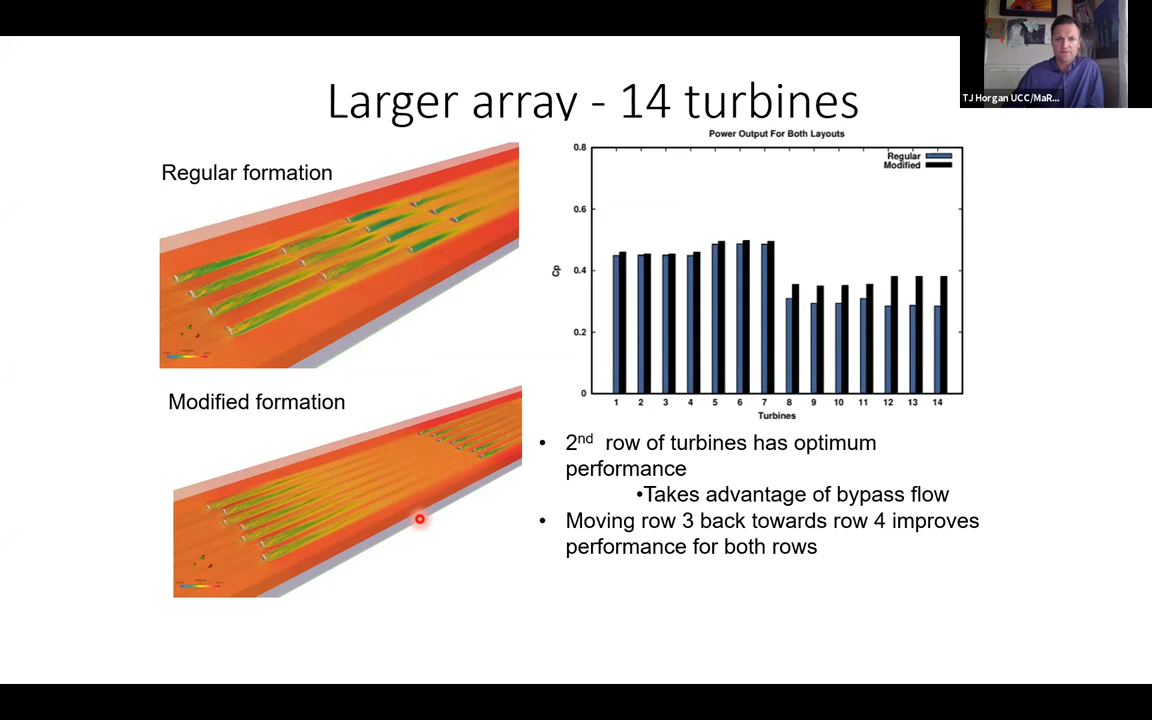 TJ Horgan UCC/MaR...
Larger array - 14 turbines
Regular formation
Modified formation
Power Output For Both Layouts
Regular
Modified
0.8
0.6
0.4
0.2
0
Cp
1 2 3 4 5 6 7 8 9 10 11 12 13 14
Turbines
• 2nd row of turbines has optimum
performance
•Takes advantage of bypass flow
• Moving row 3 back towards row 4 improves
performance for both rows